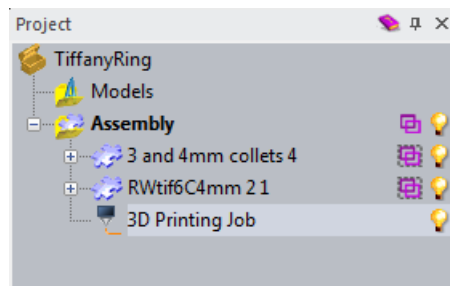 Project
TiffanyRing
Models
Assembly
3 and 4mm collets 4
RWtif6C4mm 2 1
3D Printing Job